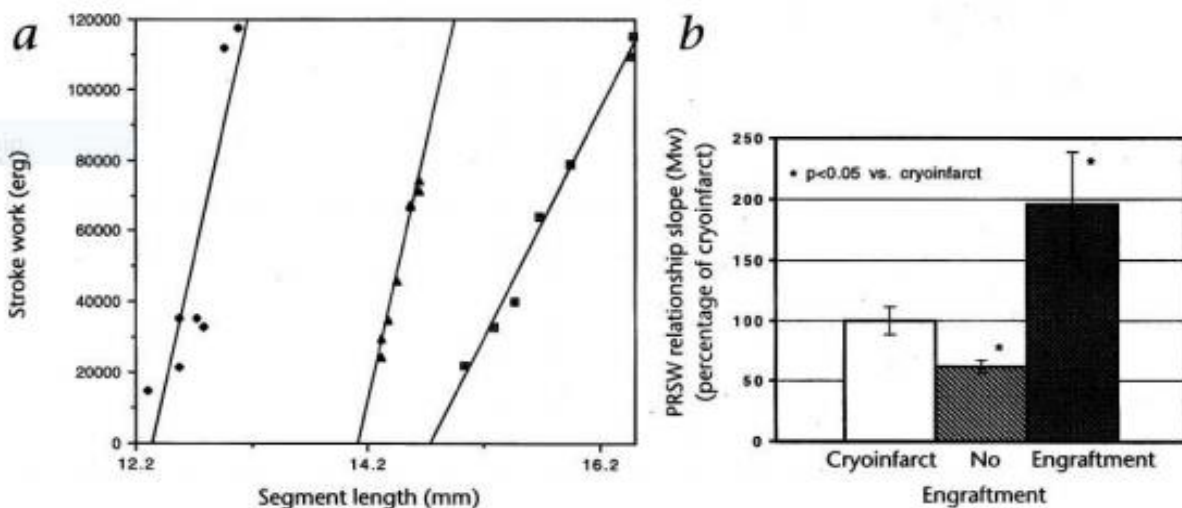 a
120000
100000
80000
60000
40000
20000
0
Stroke work (erg)
12.2 14.2 16.2
Segment length (mm)
b
PRSW relationship slope (Mw)
(percentage of cryoinfarct)
250
200
150
100
50
0
* p<0.05 vs. cryoinfarct
*
*
Cryoinfarct No Engraftment
Engraftment